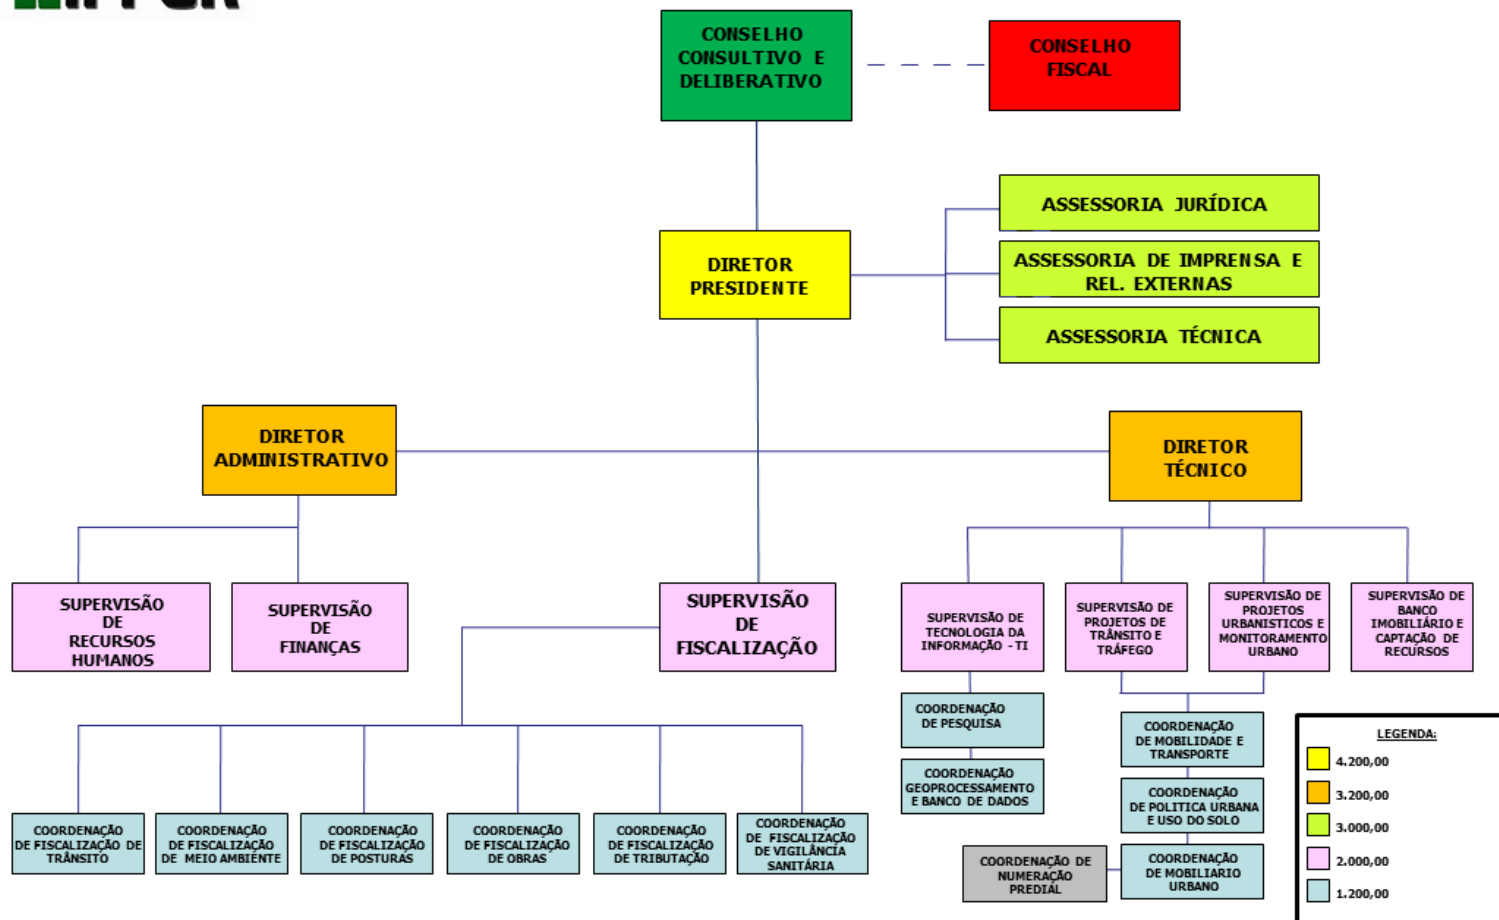 CONSELHO
CONSULTIVO E
DELIBERATIVO
CONSELHO
FISCAL
ASSESSORIA JURÍDICA
DIRETOR
PRESIDENTE
ASSESSORIA DE IMPRENSA E
REL. EXTERNAS
ASSESSORIA TÉCNICA
DIRETOR
ADMINISTRATIVO
DIRETOR
TÉCNICO
SUPERVISÃO
DE
RECURSOS
HUMANOS
SUPERVISÃO
DE
FINANÇAS
SUPERVISÃO
DE
FISCALIZAÇÃO
SUPERVISÃO DE
TECNOLOGIA DA
INFORMAÇÃO - TI
SUPERVISÃO DE
PROJETOS DE
TRÂNSITO E
TRÁFEGO
SUPERVISÃO DE
PROJETOS
URBANISTICOS E
MONITORAMENTO
URBANO
SUPERVISÃO DE
BANCO
IMOBILIÁRIO E
CAPTAÇÃO DE
RECURSOS
COORDENAÇÃO
DE PESQUISA
COORDENAÇÃO
GEOPROCESSAMENTO
E BANCO DE DADOS
COORDENAÇÃO
DE MOBILIDADE E
TRANSPORTE
COORDENAÇÃO
DE POLITICA URBANA
E USO DO SOLO
COORDENAÇÃO
DE MOBILIARIO
URBANO
COORDENAÇÃO DE
NUMERAÇÃO
PREDIAL
COORDENAÇÃO
DE FISCALIZAÇÃO DE
TRÂNSITO
COORDENAÇÃO
DE FISCALIZAÇÃO
DE MEIO AMBIENTE
COORDENAÇÃO
DE FISCALIZAÇÃO
DE POSTURAS
COORDENAÇÃO
DE FISCALIZAÇÃO
DE OBRAS
COORDENAÇÃO
DE FISCALIZAÇÃO
DE TRIBUTAÇÃO
COORDENAÇÃO
DE FISCALIZAÇÃO
DE VIGILÂNCIA
SANITÁRIA
LEGENDA:
4.200,00
3.200,00
3.000,00
2.000,00
1.200,00